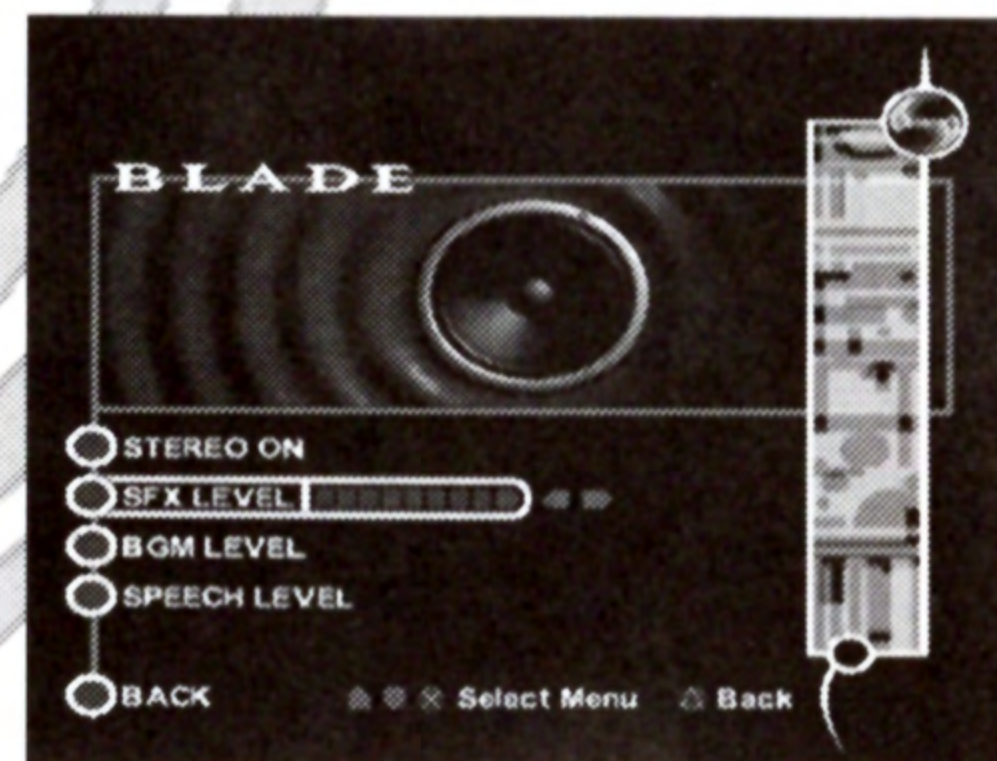 BLADE
STEREO ON
SFX LEVEL
BGM LEVEL
SPEECH LEVEL
BACK
Select Menu
Back